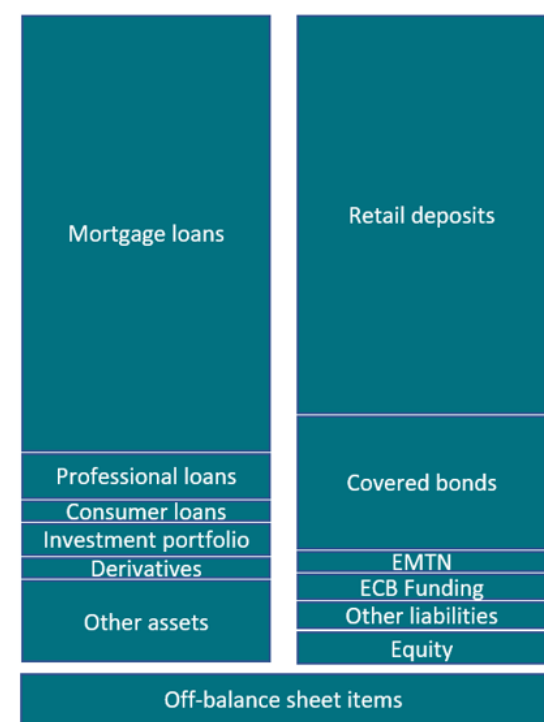 Mortgage loans
Professional loans
Consumer loans
Investment portfolio
Derivatives
Other assets
Retail deposits
Covered bonds
EMTN
ECB Funding
Other liabilities
Equity
Off-balance sheet items